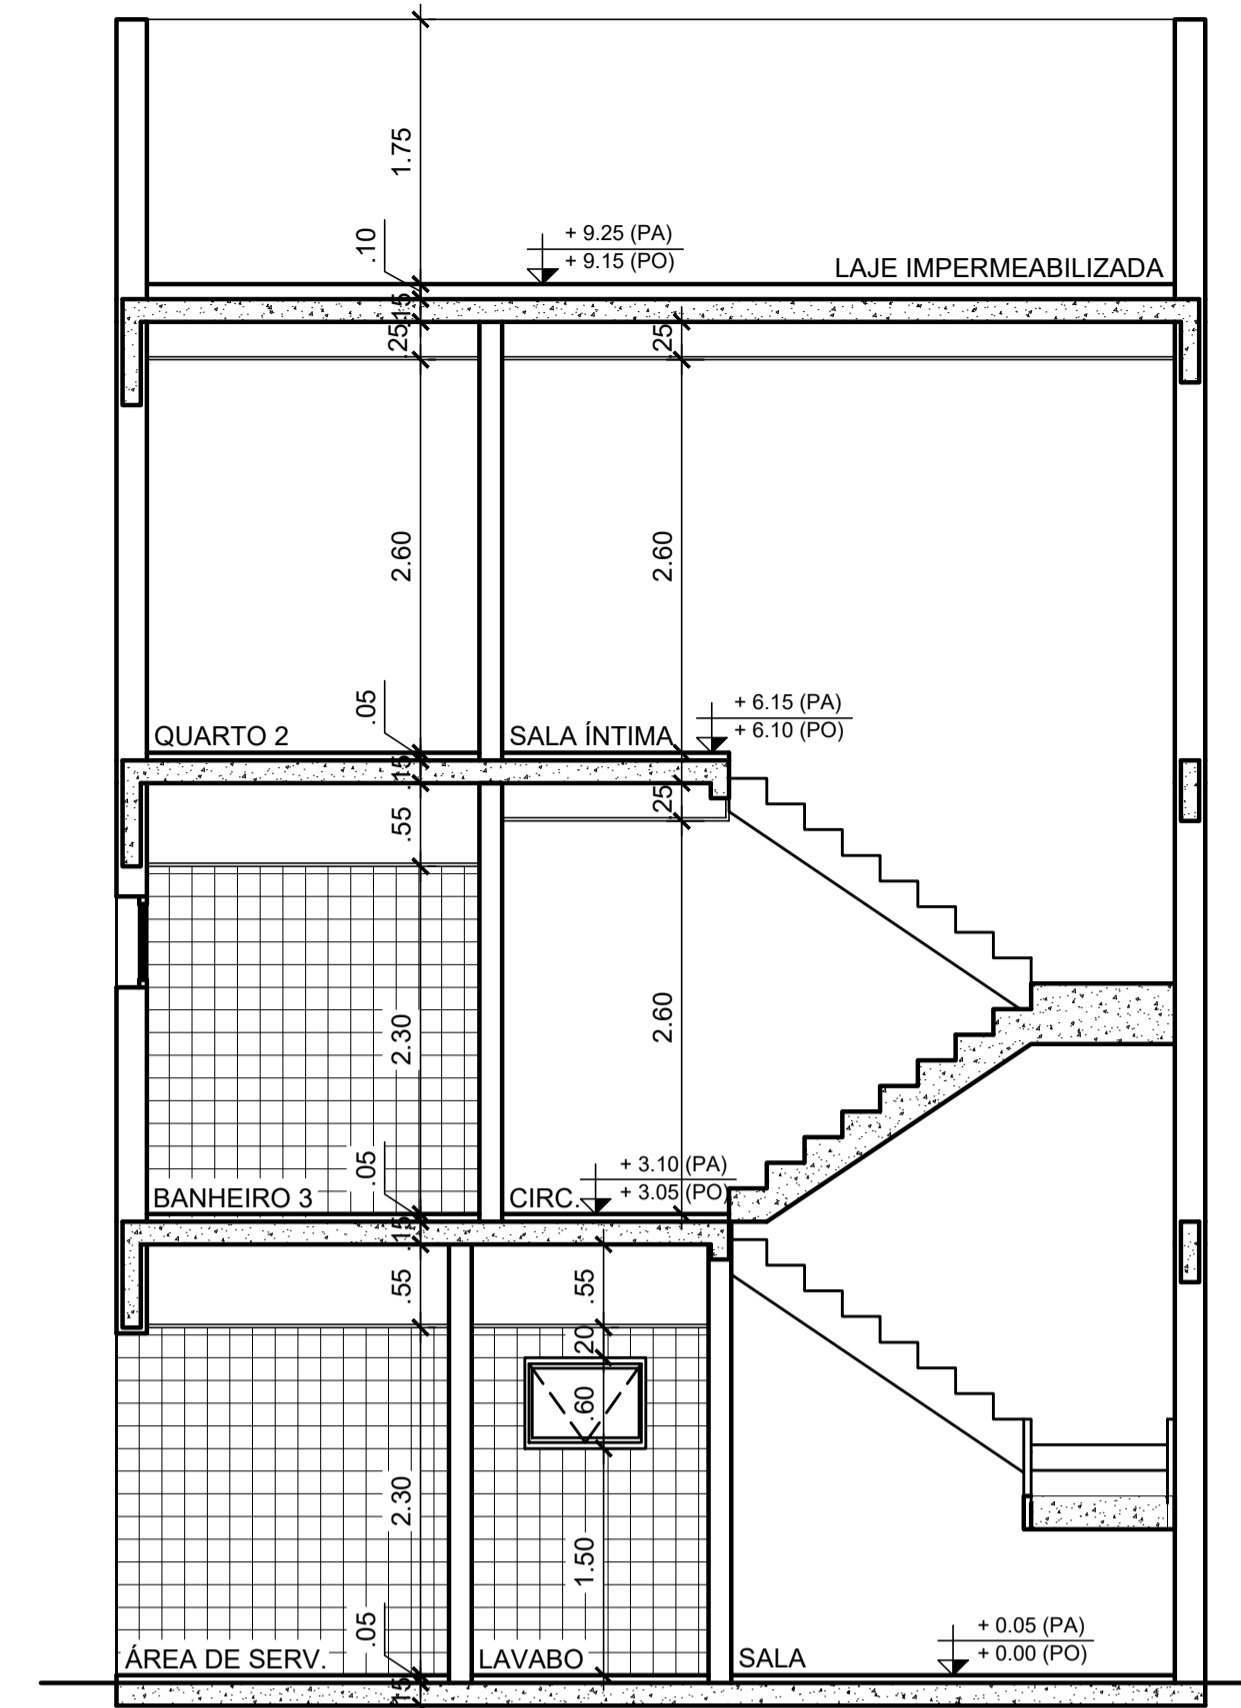 1.75
.10
+ 9.25 (PA)
+ 9.15 (PO)
LAJE IMPERMEABILIZADA
.15
.25
.25
2.60
2.60
.05
QUARTO 2
SALA ÍNTIMA
+ 6.15 (PA)
+ 6.10 (PO)
.15
.25
.55
2.30
2.60
.05
BANHEIRO 3
CIRC.
+ 3.10 (PA)
+ 3.05 (PO)
.15
.55
.55
.20
.60
2.30
1.50
.05
ÁREA DE SERV.
LAVABO
SALA
+ 0.05 (PA)
+ 0.00 (PO)
.15